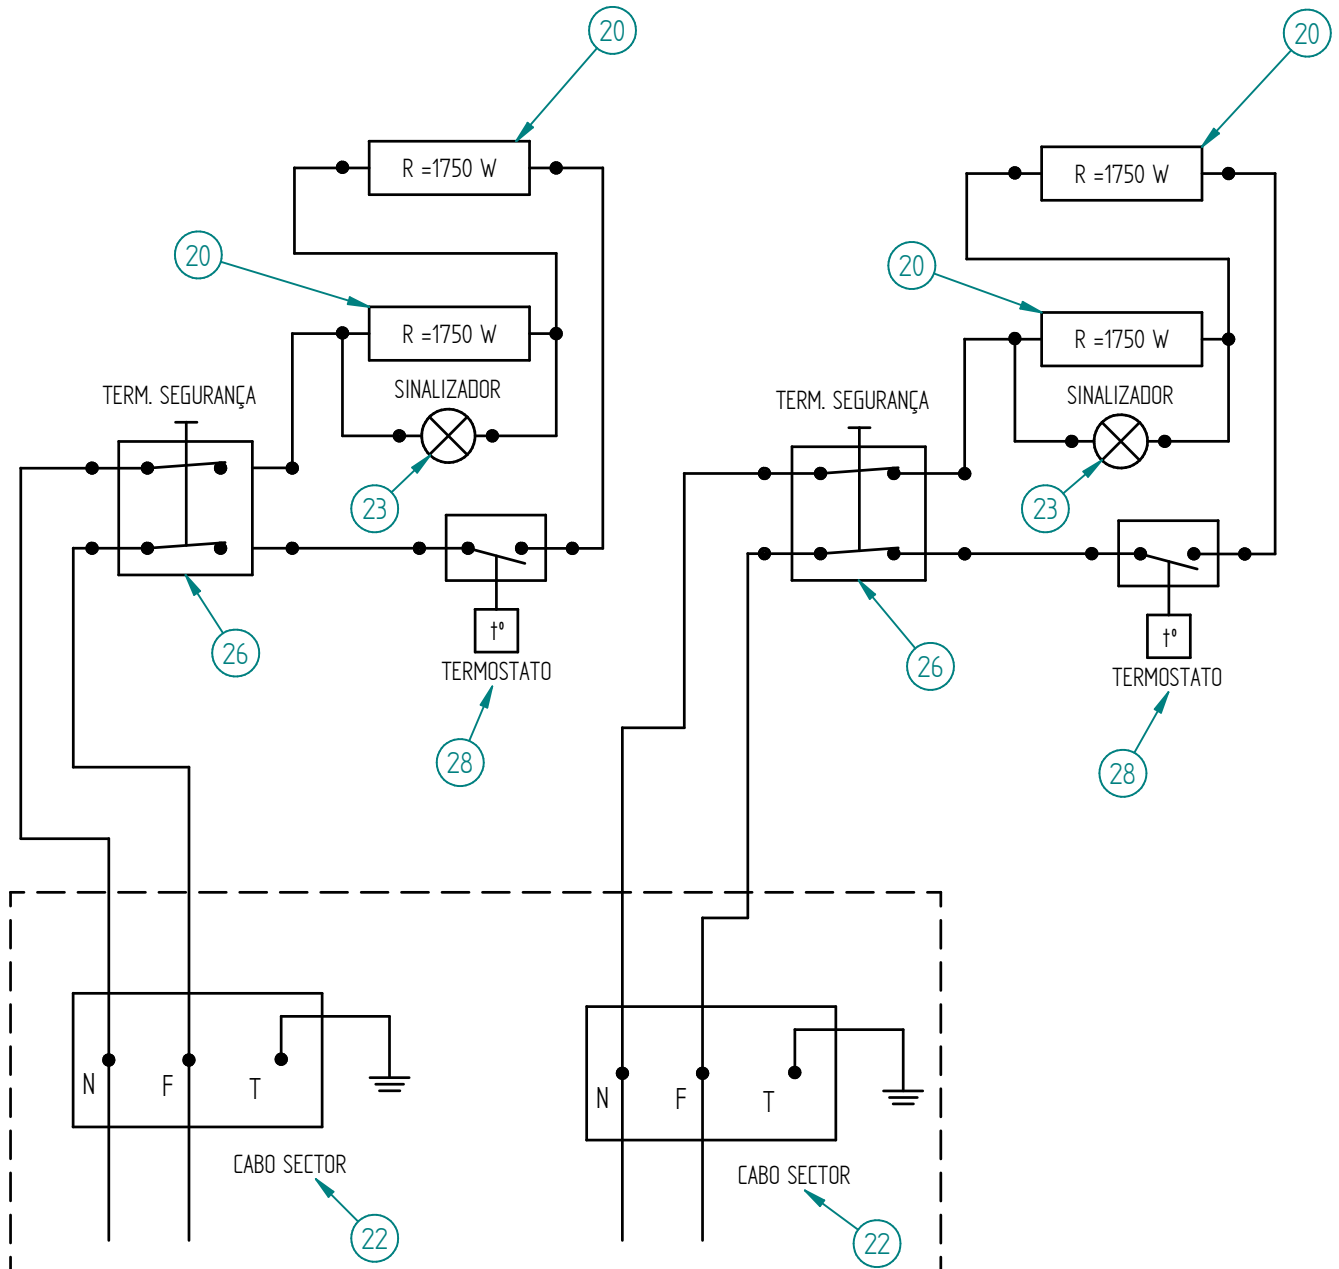 20
20
R =1750 W
R =1750 W
20
20
R =1750 W
R =1750 W
TERM. SEGURANÇA
SINALIZADOR
TERM. SEGURANÇA
SINALIZADOR
23
23
26
t°
TERMOSTATO
26
t°
TERMOSTATO
28
28
N
F
T
N
F
T
CABO SECTOR
CABO SECTOR
22
22